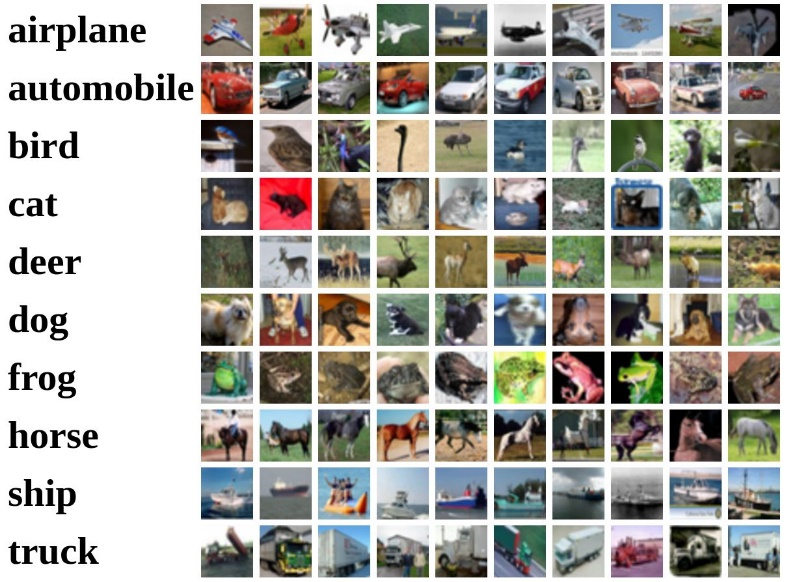 airplane
automobile
bird
cat
deer
dog
frog
horse
ship
truck